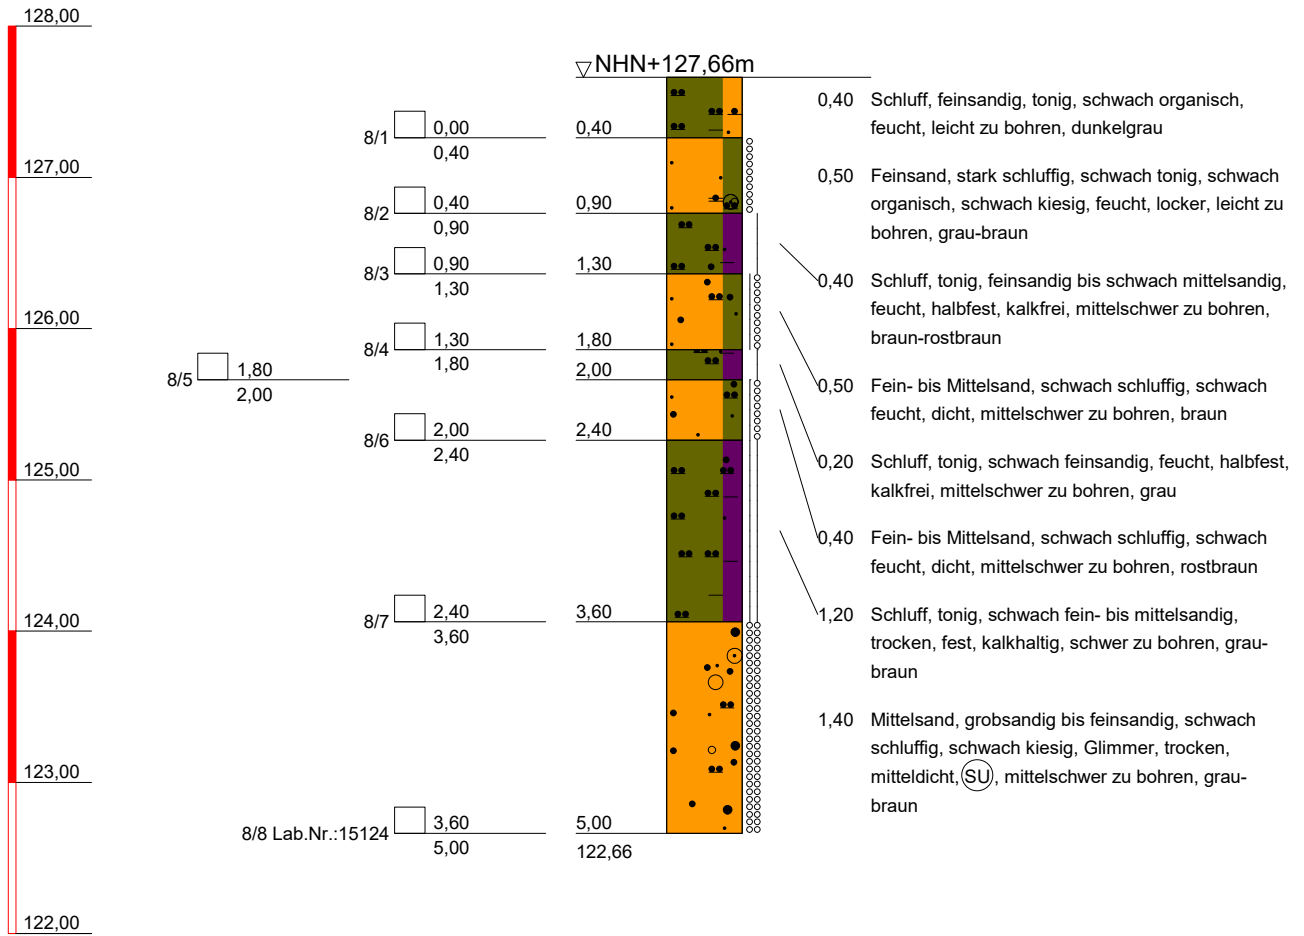 128,00
127,00
126,00
125,00
124,00
123,00
122,00
8/1
0,00
0,40
8/2
0,40
0,90
8/3
0,90
1,30
8/4
1,30
1,80
8/5
1,80
2,00
8/6
2,00
2,40
8/7
2,40
3,60
8/8 Lab.Nr.:15124
3,60
5,00
NHN+127,66m
0,40
0,90
1,30
1,80
2,00
2,40
3,60
5,00
122,66
0,40 Schluff, feinsandig, tonig, schwach organisch,
feucht, leicht zu bohren, dunkelgrau
0,50 Feinsand, stark schluffig, schwach tonig, schwach
organisch, schwach kiesig, feucht, locker, leicht zu
bohren, grau-braun
0,40 Schluff, tonig, feinsandig bis schwach mittelsandig,
feucht, halbfest, kalkfrei, mittelschwer zu bohren,
braun-rostbraun
0,50 Fein- bis Mittelsand, schwach schluffig, schwach
feucht, dicht, mittelschwer zu bohren, braun
0,20 Schluff, tonig, schwach feinsandig, feucht, halbfest,
kalkfrei, mittelschwer zu bohren, grau
0,40 Fein- bis Mittelsand, schwach schluffig, schwach
feucht, dicht, mittelschwer zu bohren, rostbraun
1,20 Schluff, tonig, schwach fein- bis mittelsandig,
trocken, fest, kalkhaltig, schwer zu bohren, grau-
braun
1,40 Mittelsand, grobsandig bis feinsandig, schwach
schluffig, schwach kiesig, Glimmer, trocken,
mitteldicht, SU, mittelschwer zu bohren, grau-
braun